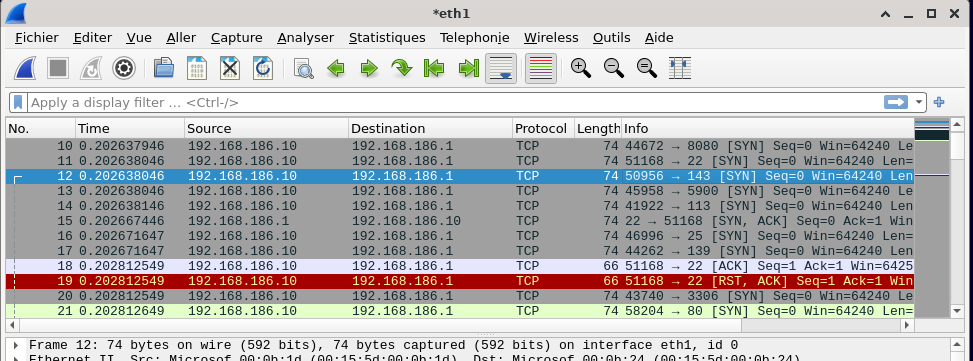 *eth1
Fichier Editer Vue Aller Capture Analyser Statistiques Telephonie Wireless Outils Aide
Apply a display filter … <Ctrl-/>
No. Time Source Destination Protocol Length Info
10 0.202637946 192.168.186.10 192.168.186.1 TCP 74 44672 → 8080 [SYN] Seq=0 Win=64240 Le
11 0.202638046 192.168.186.10 192.168.186.1 TCP 74 51168 → 22 [SYN] Seq=0 Win=64240 Len=
12 0.202638046 192.168.186.10 192.168.186.1 TCP 74 50956 → 143 [SYN] Seq=0 Win=64240 Len
13 0.202638046 192.168.186.10 192.168.186.1 TCP 74 45958 → 5900 [SYN] Seq=0 Win=64240 Le
14 0.202638146 192.168.186.10 192.168.186.1 TCP 74 41922 → 113 [SYN] Seq=0 Win=64240 Len
15 0.202667446 192.168.186.1 192.168.186.10 TCP 74 22 → 51168 [SYN, ACK] Seq=0 Ack=1 Win
16 0.202671647 192.168.186.10 192.168.186.1 TCP 74 46996 → 25 [SYN] Seq=0 Win=64240 Len=
17 0.202671647 192.168.186.10 192.168.186.1 TCP 74 44262 → 139 [SYN] Seq=0 Win=64240 Len
18 0.202812549 192.168.186.10 192.168.186.1 TCP 66 51168 → 22 [ACK] Seq=1 Ack=1 Win=6425
19 0.202812549 192.168.186.10 192.168.186.1 TCP 66 51168 → 22 [RST, ACK] Seq=1 Ack=1 Win
20 0.202812549 192.168.186.10 192.168.186.1 TCP 74 43740 → 3306 [SYN] Seq=0 Win=64240 Le
21 0.202812649 192.168.186.10 192.168.186.1 TCP 74 58204 → 80 [SYN] Seq=0 Win=64240 Len=
Frame 12: 74 bytes on wire (592 bits), 74 bytes captured (592 bits) on interface eth1, id 0
Ethernet II, Src: Microsof_00:0b:1d (00:15:5d:00:0b:1d), Dst: Microsof_00:0b:24 (00:15:5d:00:0b:24)